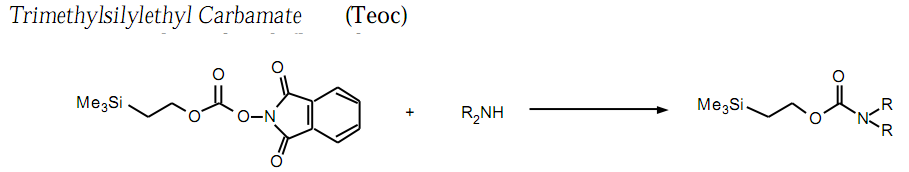 Trimethylsilylethyl Carbamate (Teoc)
O O O
Me₃Si O O N + R₂NH Me₃Si O N R
O R